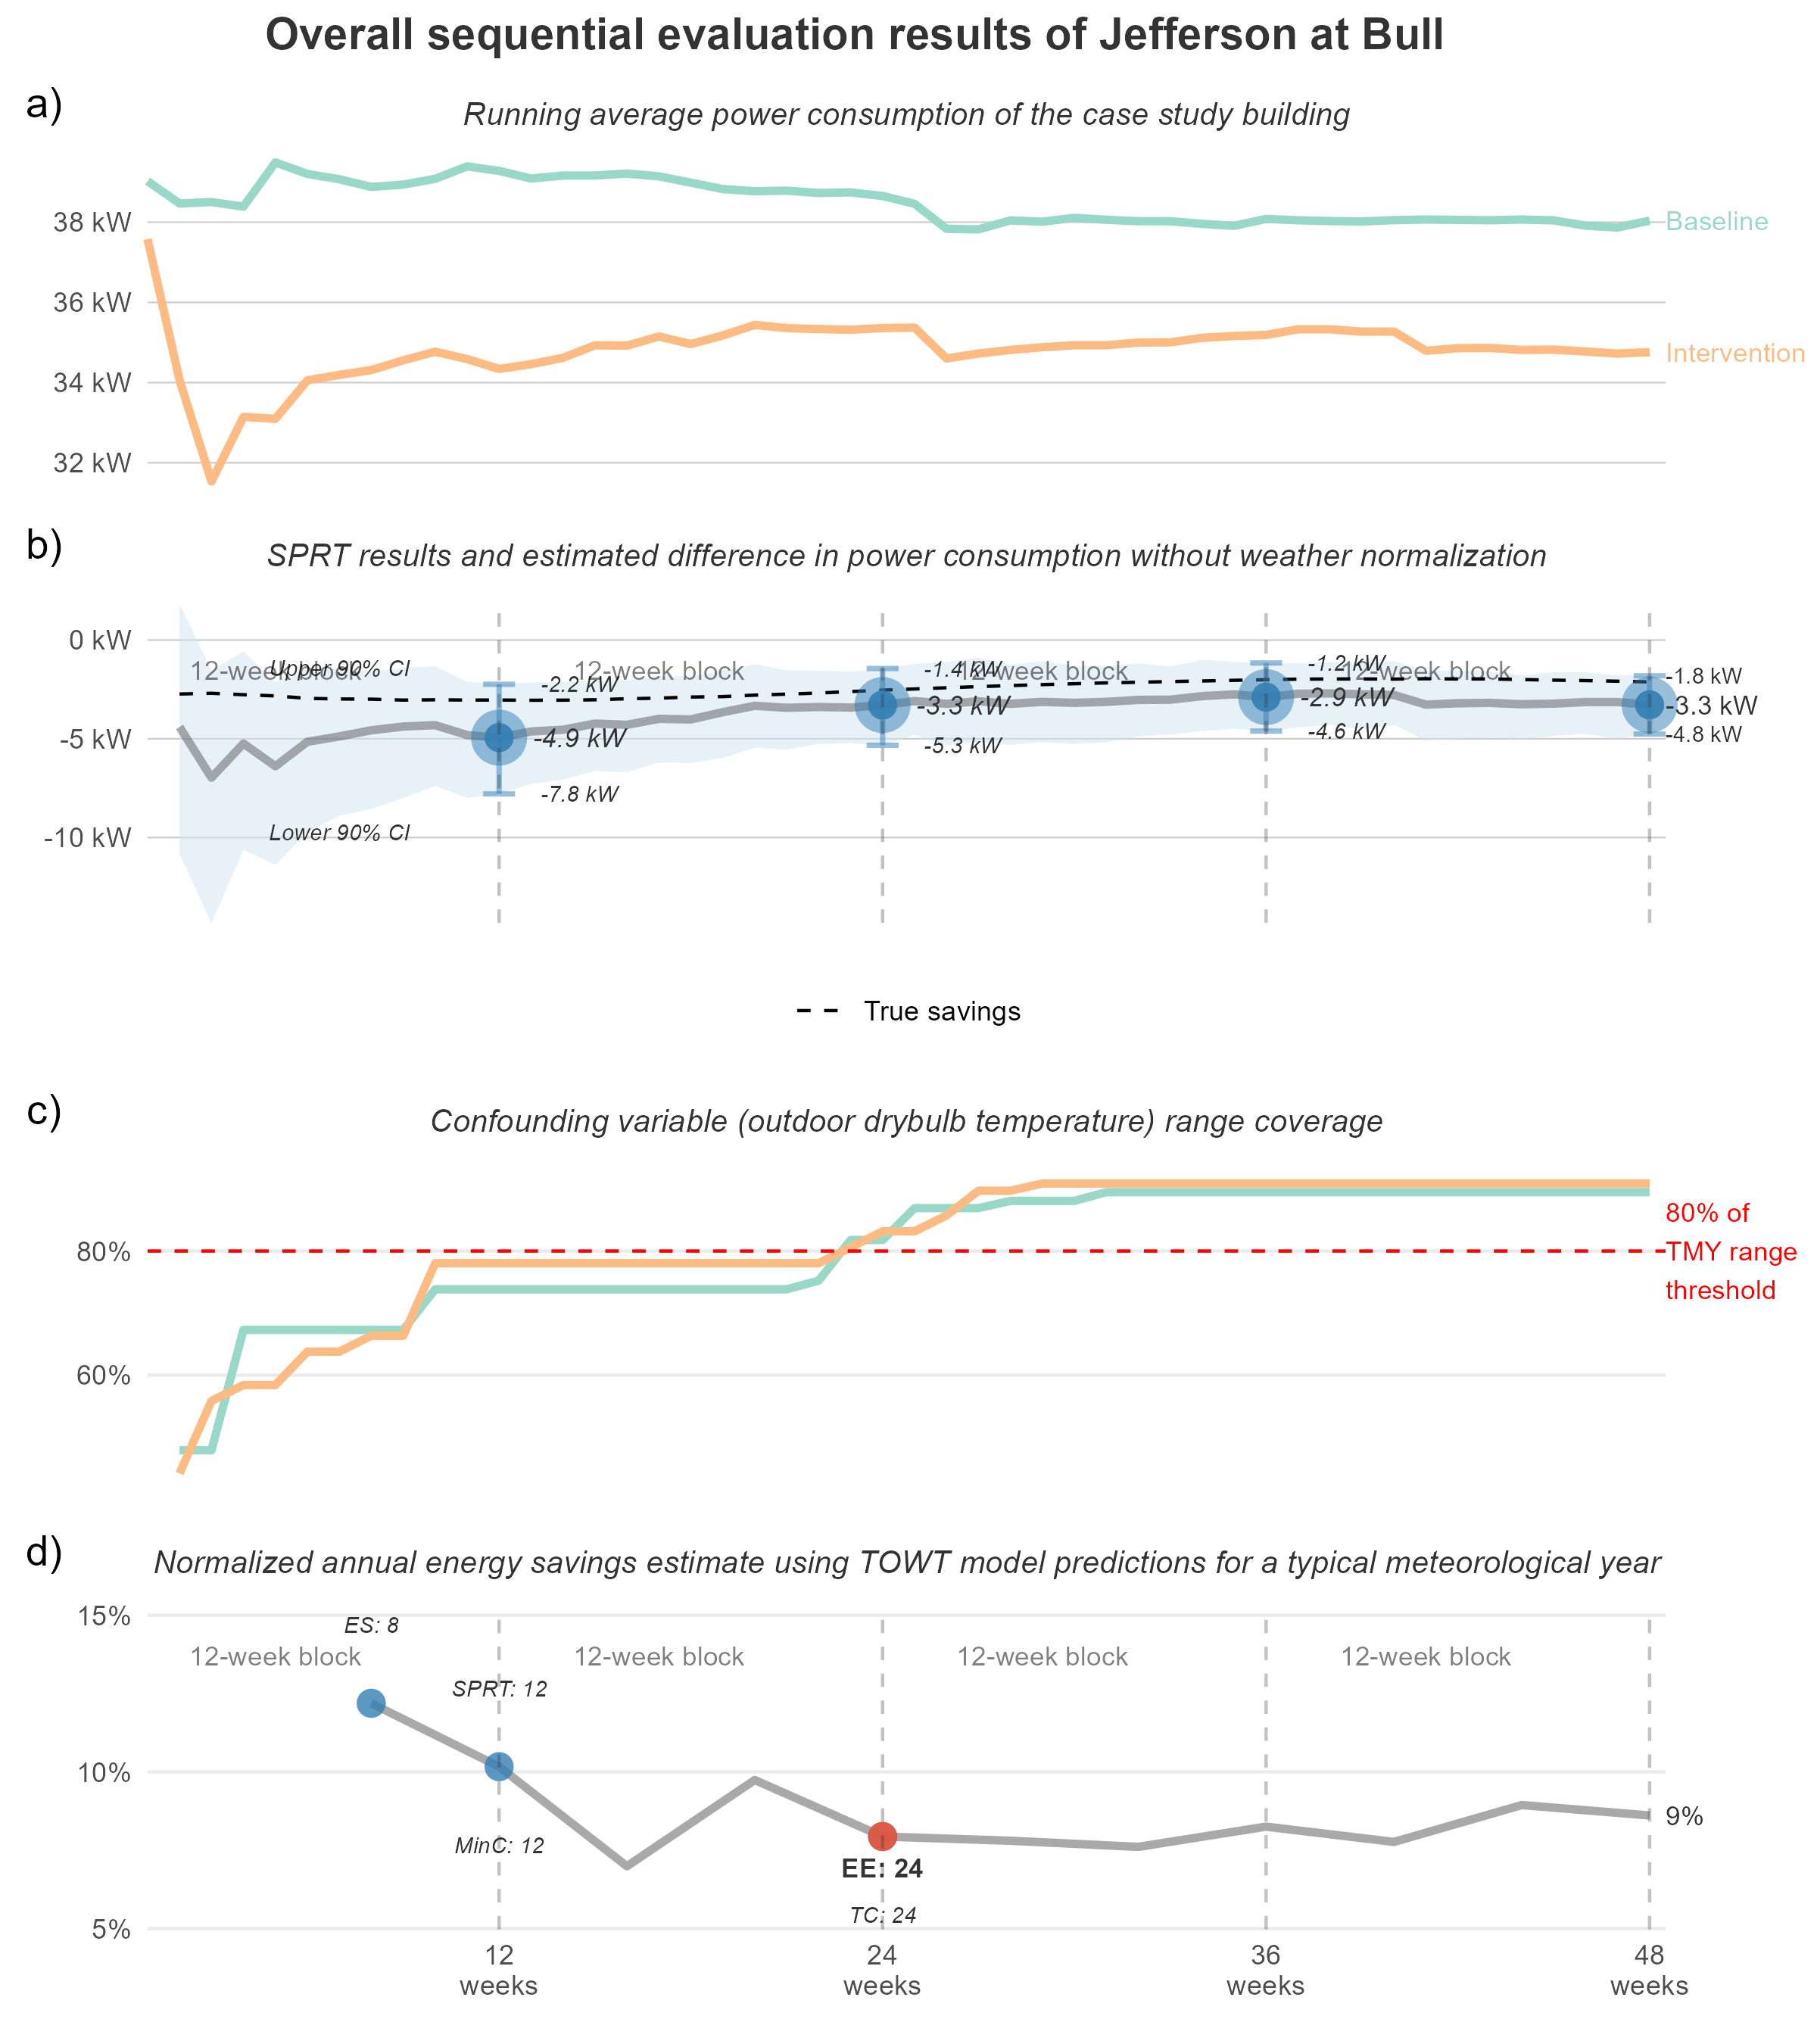 Overall sequential evaluation results of Jefferson at Bull
a)
Running average power consumption of the case study building
38 kW
36 kW
34 kW
32 kW
Baseline
Intervention
b)
SPRT results and estimated difference in power consumption without weather normalization
0 kW
-5 kW
-10 kW
12-week block
12-week block
12-week block
12-week block
Upper 90% CI
Lower 90% CI
-2.2 kW
-4.9 kW
-7.8 kW
-1.4 kW
-3.3 kW
-5.3 kW
-1.2 kW
-2.9 kW
-4.6 kW
-1.8 kW
-3.3 kW
-4.8 kW
True savings
c)
Confounding variable (outdoor drybulb temperature) range coverage
80%
60%
80% of
TMY range
threshold
d)
Normalized annual energy savings estimate using TOWT model predictions for a typical meteorological year
15%
10%
5%
ES: 8
12-week block
12-week block
12-week block
12-week block
SPRT: 12
MinC: 12
EE: 24
TC: 24
9%
12
weeks
24
weeks
36
weeks
48
weeks